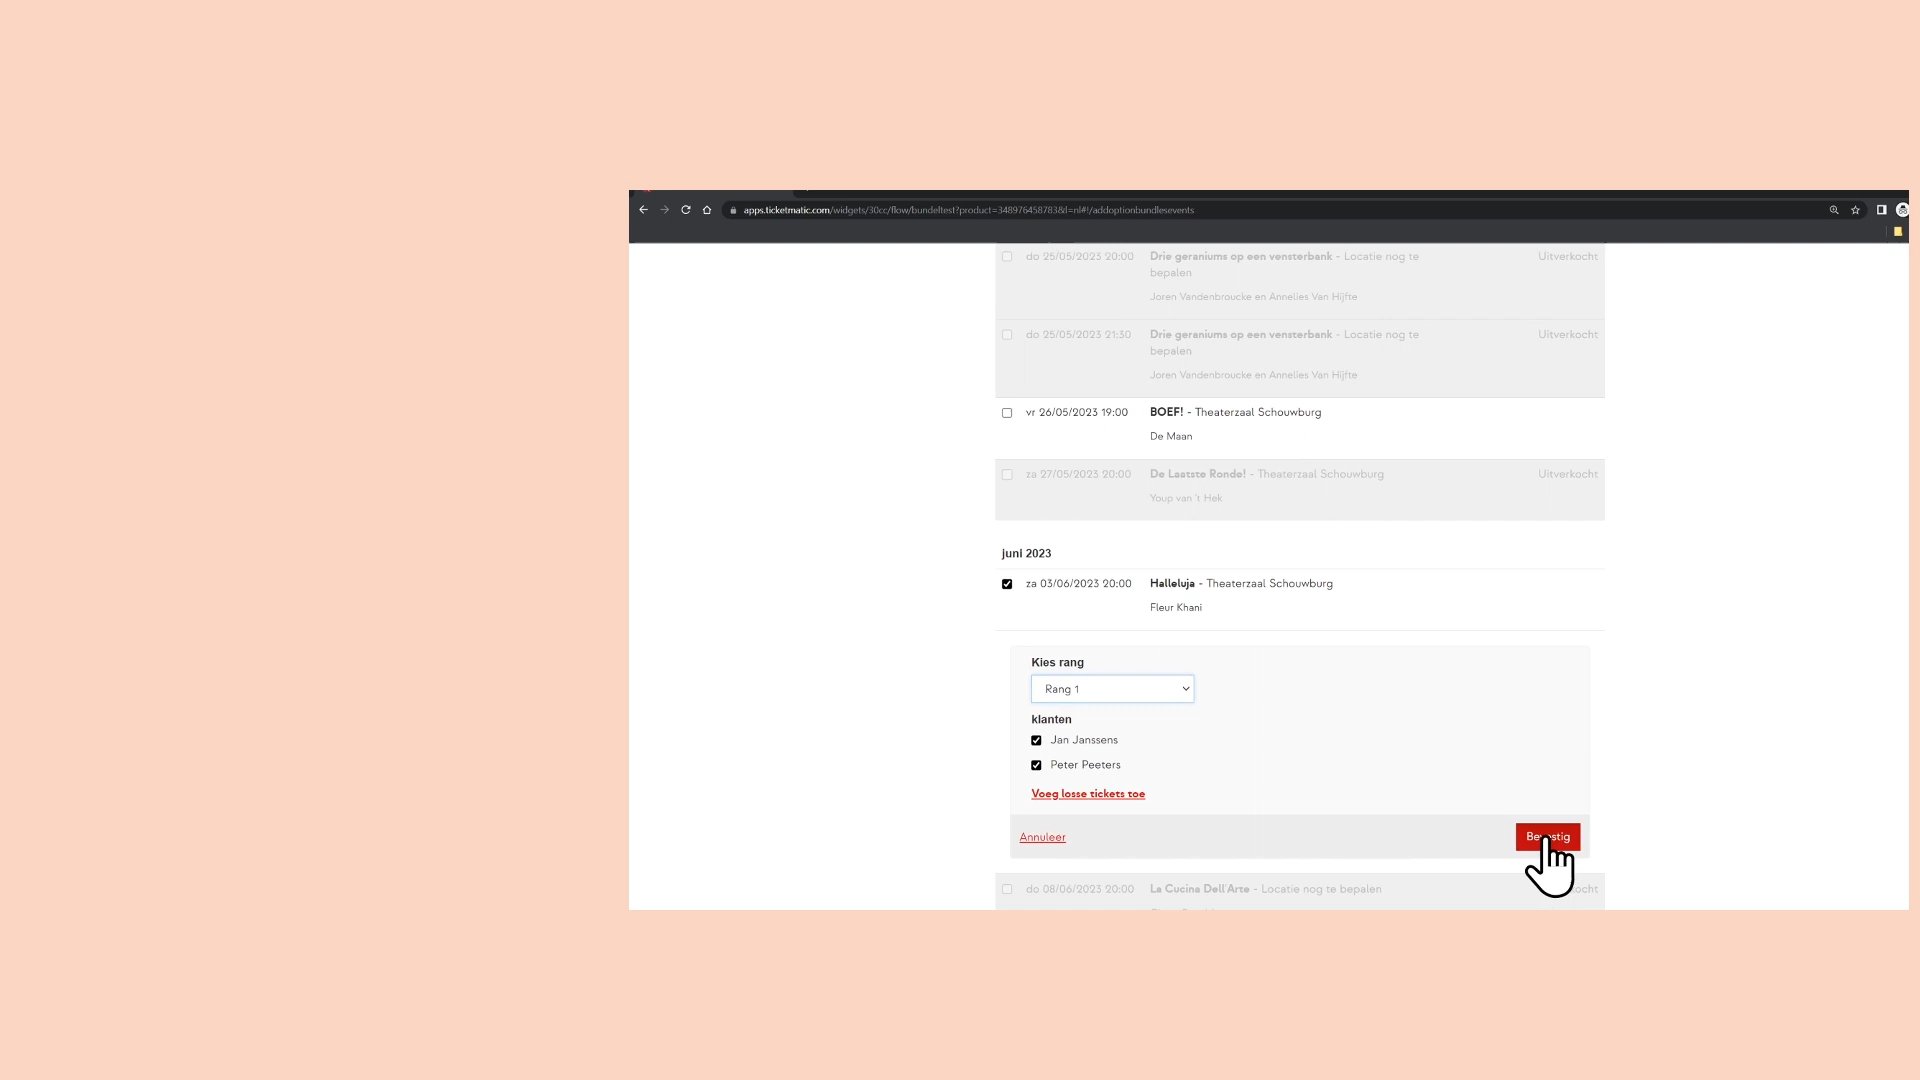 apps.ticketmatic.com/widgets/30cc/flow/bundeltest?product=348976458783&l=nl#!/addoptionbundlesevents
do 25/05/2023 20:00 Drie geraniums op een vensterbank - Locatie nog te Uitverkocht
bepalen
Joren Vandenbroucke en Annelies Van Hijfte
do 25/05/2023 21:30 Drie geraniums op een vensterbank - Locatie nog te Uitverkocht
bepalen
Joren Vandenbroucke en Annelies Van Hijfte
vr 26/05/2023 19:00 BOEF! - Theaterzaal Schouwburg
De Maan
za 27/05/2023 20:00 De Laatste Ronde! - Theaterzaal Schouwburg Uitverkocht
Youp van 't Hek
juni 2023
za 03/06/2023 20:00 Halleluja - Theaterzaal Schouwburg
Fleur Khani
Kies rang
Rang 1
klanten
Jan Janssens
Peter Peeters
Voeg losse tickets toe
Annuleer
do 08/06/2023 20:00 La Cucina Dell'Arte - Locatie nog te bepalen